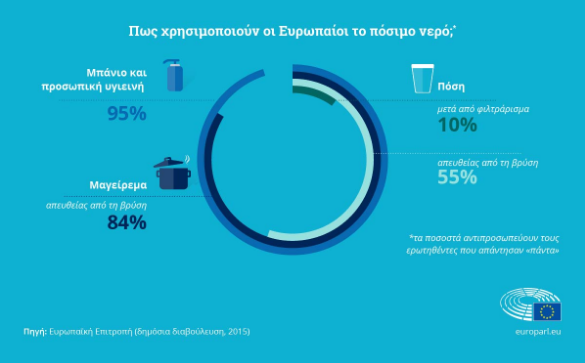 Πως χρησιμοποιούν οι Ευρωπαίοι το πόσιμο νερό;*
Μπάνιο και
προσωπική υγιεινή
95%
Μαγείρεμα
απευθείας από τη βρύση
84%
Πόση
μετά από φιλτράρισμα
10%
απευθείας από τη βρύση
55%
*τα ποσοστά αντιπροσωπεύουν τους
ερωτηθέντες που απάντησαν «πάντα»
Πηγή: Ευρωπαϊκή Επιτροπή (δημόσια διαβούλευση, 2015)
europarl.eu